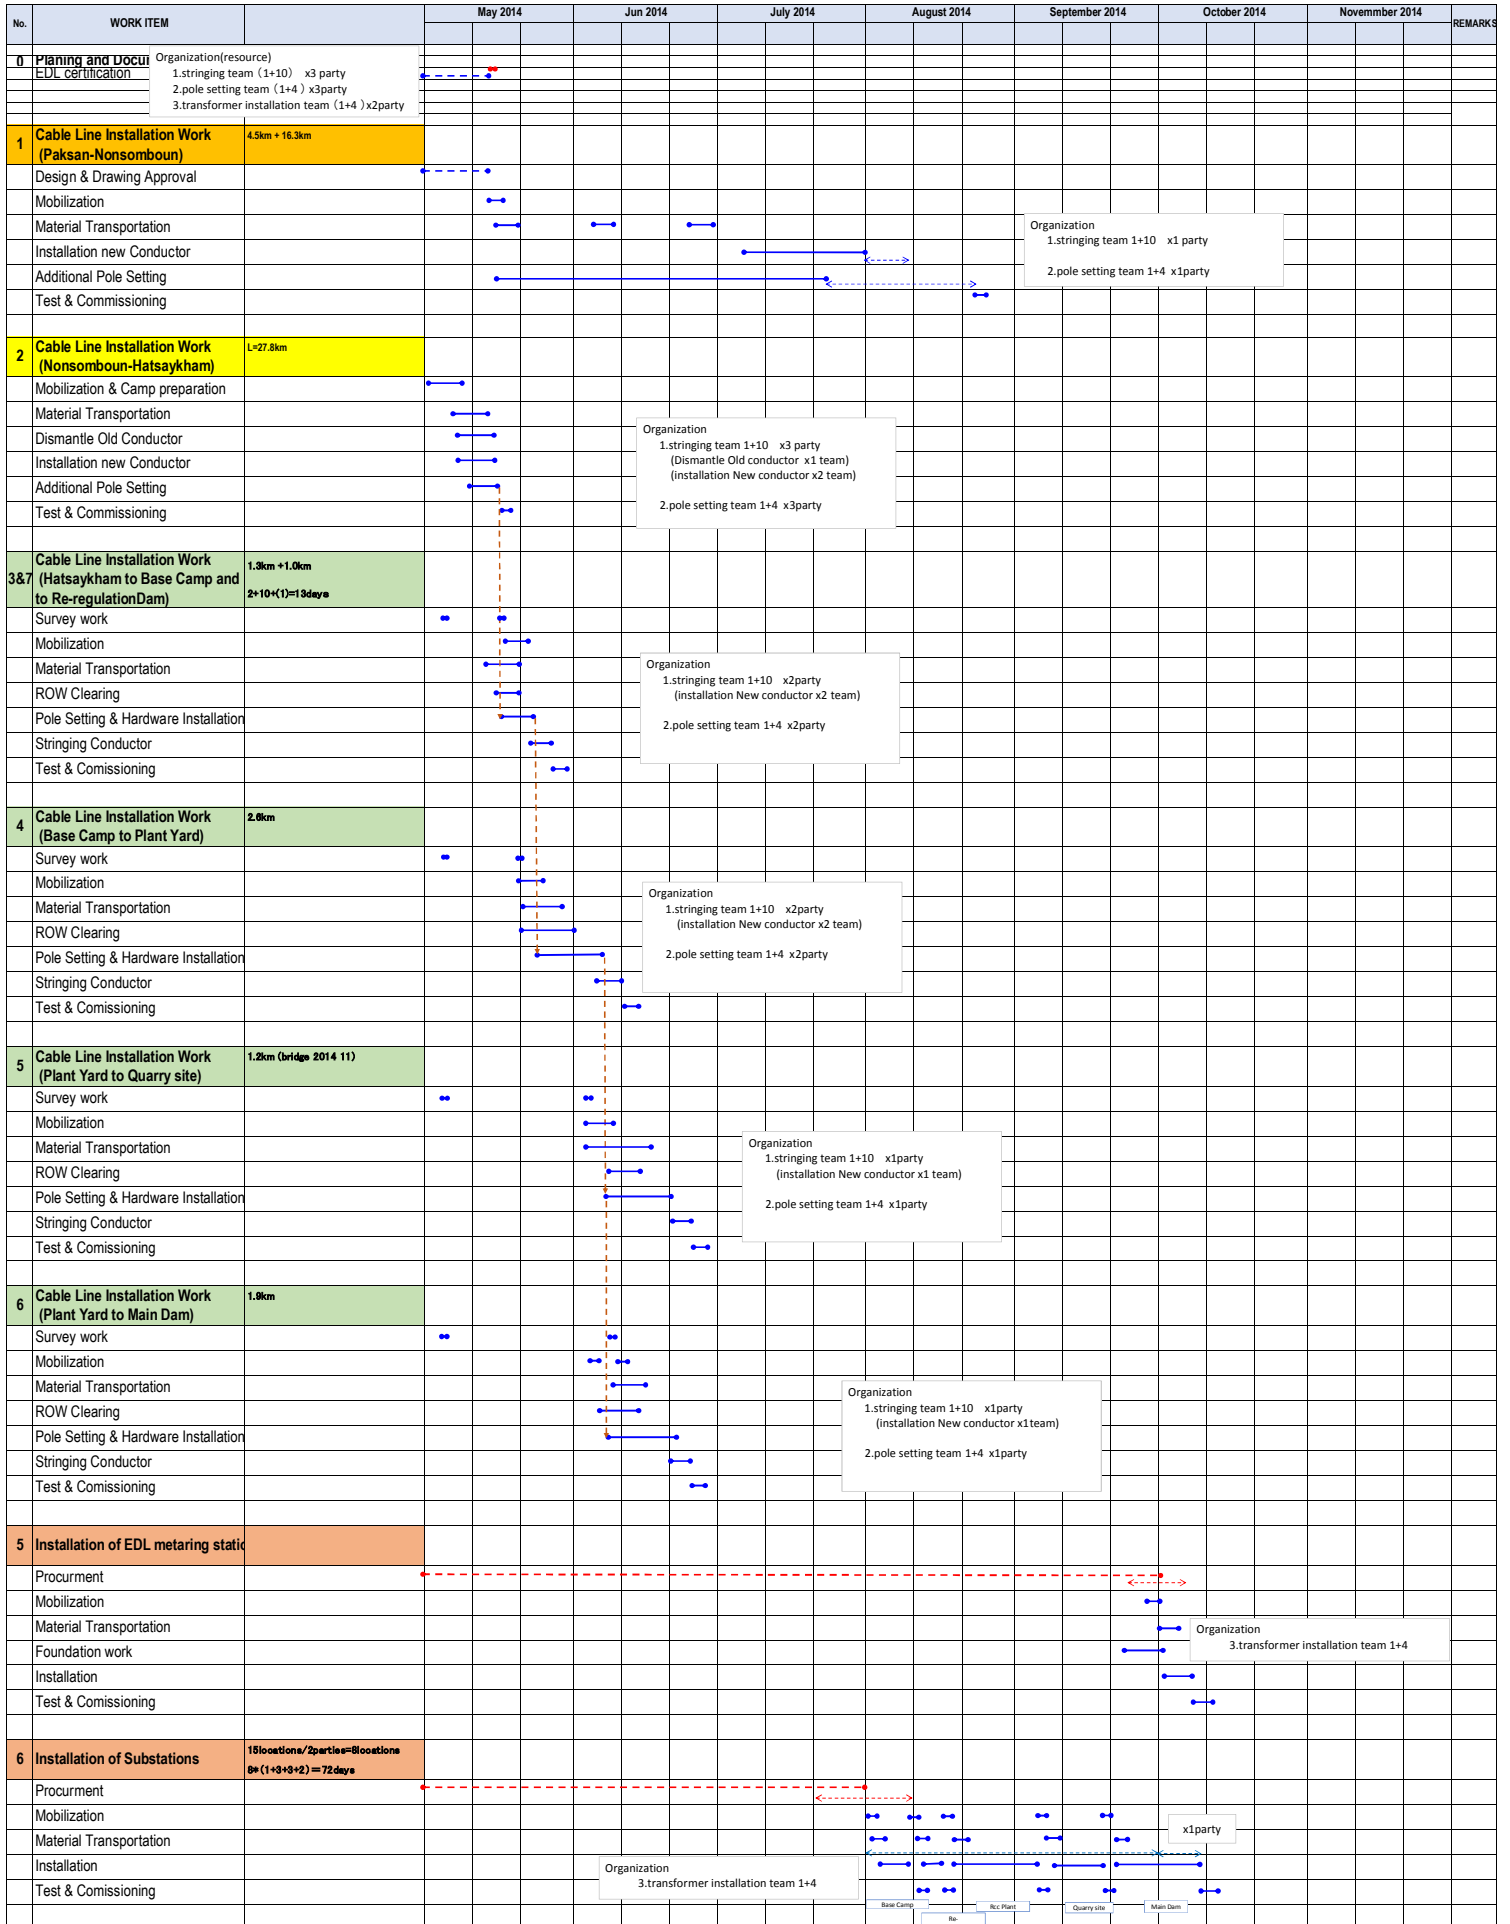 No.
WORK ITEM
May 2014
Jun 2014
July 2014
August 2014
September 2014
October 2014
Novemmber 2014
REMARKS
0 Planing and Docu
EDL certification
Organization(resource)
1.stringing team (1+10) x3 party
2.pole setting team (1+4 ) x3party
3.transformer installation team (1+4 )x2party
1 Cable Line Installation Work 4.5km + 16.3km
(Paksan-Nonsomboun)
Design & Drawing Approval
Mobilization
Material Transportation
Installation new Conductor
Additional Pole Setting
Test & Commissioning
Organization
1.stringing team 1+10 x1 party
2.pole setting team 1+4 x1party
2 Cable Line Installation Work L=27.8km
(Nonsomboun-Hatsaykham)
Mobilization & Camp preparation
Material Transportation
Dismantle Old Conductor
Installation new Conductor
Additional Pole Setting
Test & Commissioning
Organization
1.stringing team 1+10 x3 party
(Dismantle Old conductor x1 team)
(installation New conductor x2 team)
2.pole setting team 1+4 x3party
3&7 Cable Line Installation Work
(Hatsaykham to Base Camp and
to Re-regulationDam)
1.3km +1.0km
2+10+(1)=13days
Survey work
Mobilization
Material Transportation
ROW Clearing
Pole Setting & Hardware Installation
Stringing Conductor
Test & Comissioning
Organization
1.stringing team 1+10 x2party
(installation New conductor x2 team)
2.pole setting team 1+4 x2party
4 Cable Line Installation Work 2.6km
(Base Camp to Plant Yard)
Survey work
Mobilization
Material Transportation
ROW Clearing
Pole Setting & Hardware Installation
Stringing Conductor
Test & Comissioning
Organization
1.stringing team 1+10 x2party
(installation New conductor x2 team)
2.pole setting team 1+4 x2party
5 Cable Line Installation Work 1.2km (bridge 2014 11)
(Plant Yard to Quarry site)
Survey work
Mobilization
Material Transportation
ROW Clearing
Pole Setting & Hardware Installation
Stringing Conductor
Test & Comissioning
Organization
1.stringing team 1+10 x1party
(installation New conductor x1 team)
2.pole setting team 1+4 x1party
6 Cable Line Installation Work 1.9km
(Plant Yard to Main Dam)
Survey work
Mobilization
Material Transportation
ROW Clearing
Pole Setting & Hardware Installation
Stringing Conductor
Test & Comissioning
Organization
1.stringing team 1+10 x1party
(installation New conductor x1team)
2.pole setting team 1+4 x1party
5 Installation of EDL metaring static
Procurment
Mobilization
Material Transportation
Foundation work
Installation
Test & Comissioning
Organization
3.transformer installation team 1+4
6 Installation of Substations
15locations/2parties=8locations
8*(1+3+3+2)=72days
Procurment
Mobilization
Material Transportation
Installation
Test & Comissioning
x1party
Organization
3.transformer installation team 1+4
Base Camp
Re-
Rcc Plant
Quarry site
Main Dam